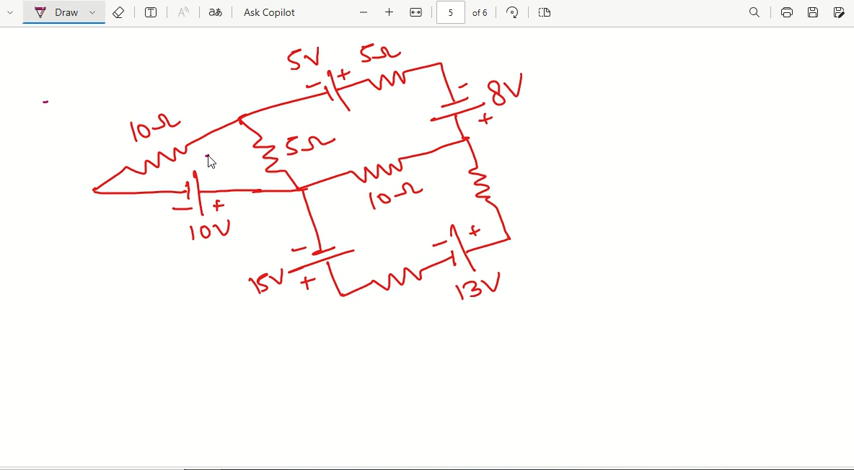 Draw
Ask Copilot
5 of 6
5V 5Ω
8V
10Ω
5Ω
10Ω
10V
15V
13V